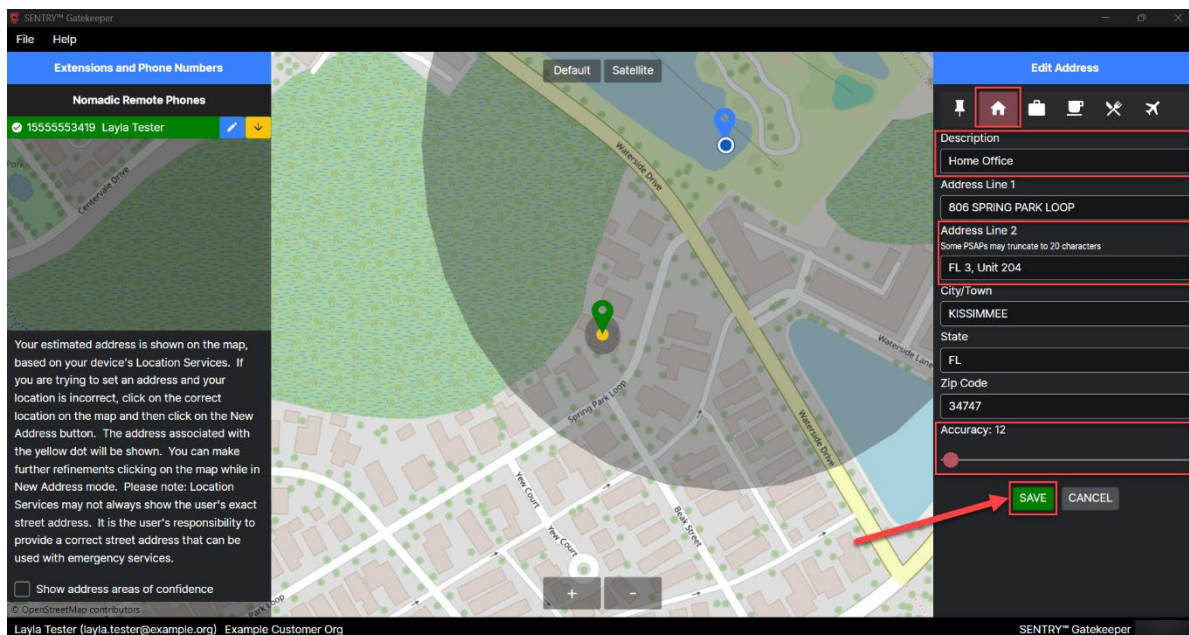 SENTRY™ Gatekeeper
File Help
Extensions and Phone Numbers
Nomadic Remote Phones
15555553419 Layla Tester
Park
Centervale Drive
Your estimated address is shown on the map,
based on your device's Location Services. If
you are trying to set an address and your
location is incorrect, click on the correct
location on the map and then click on the New
Address button. The address associated with
the yellow dot will be shown. You can make
further refinements clicking on the map while in
New Address mode. Please note: Location
Services may not always show the user's exact
street address. It is the user's responsibility to
provide a correct street address that can be
used with emergency services.
Show address areas of confidence
© OpenStreetMap contributors
Default Satellite
Waterside Drive
Waterside Lane
Spring Park Loop
Waterside Drive
Yew Court
Yew Court
Beak Street
Park Loop
+ -
Edit Address
Description
Home Office
Address Line 1
806 SPRING PARK LOOP
Address Line 2
Some PSAPs may truncate to 20 characters
FL 3, Unit 204
City/Town
KISSIMMEE
State
FL
Zip Code
34747
Accuracy: 12
SAVE CANCEL
Layla Tester (layla.tester@example.org) Example Customer Org
SENTRY™ Gatekeeper